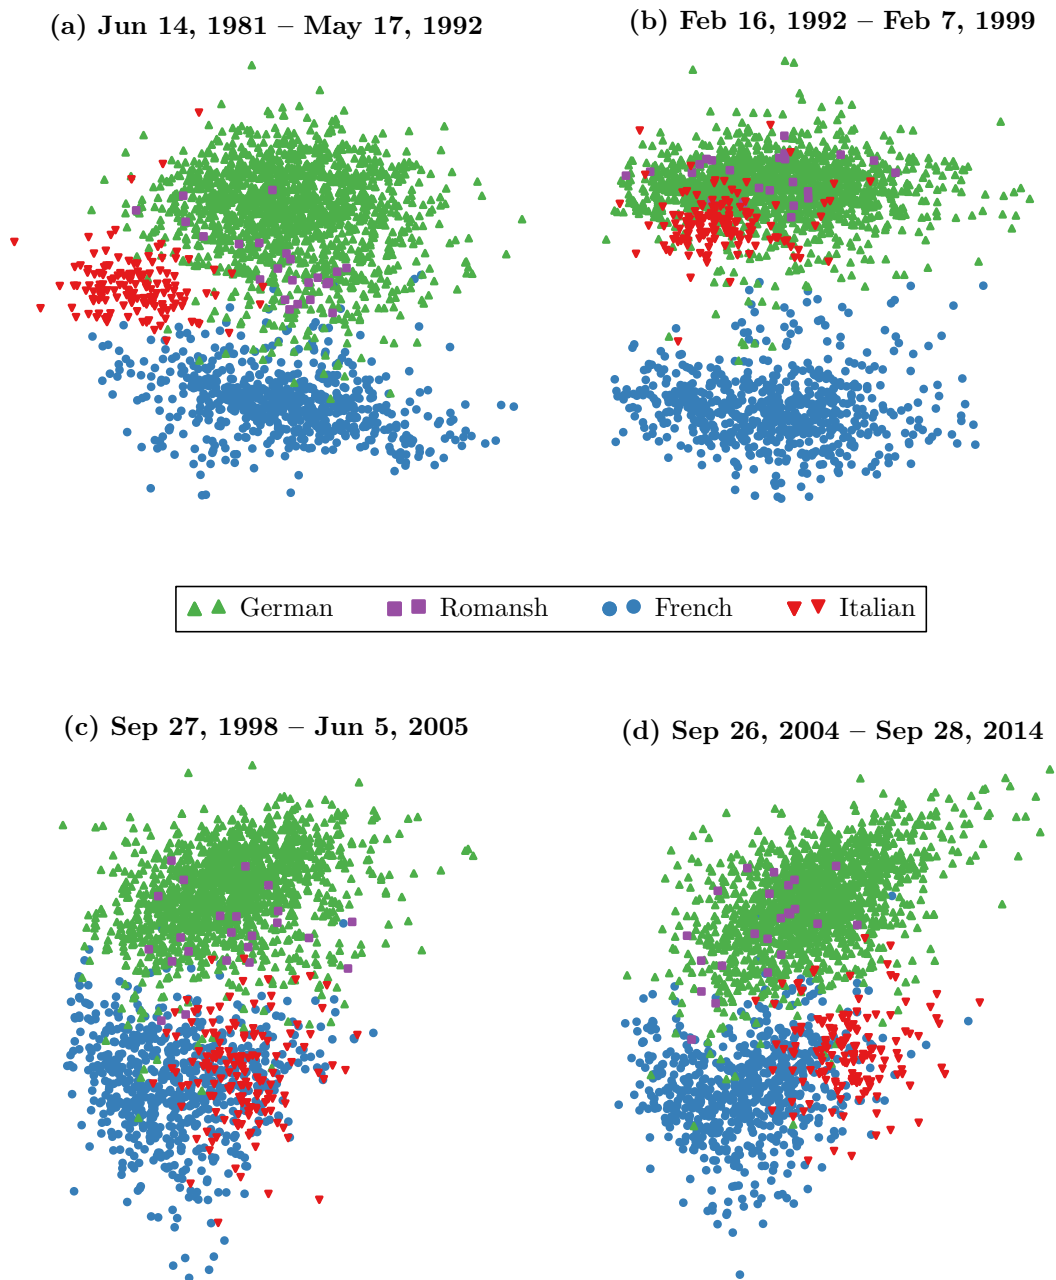 (a) Jun 14, 1981 – May 17, 1992
(b) Feb 16, 1992 – Feb 7, 1999
German Romansh French Italian
(c) Sep 27, 1998 – Jun 5, 2005
(d) Sep 26, 2004 – Sep 28, 2014